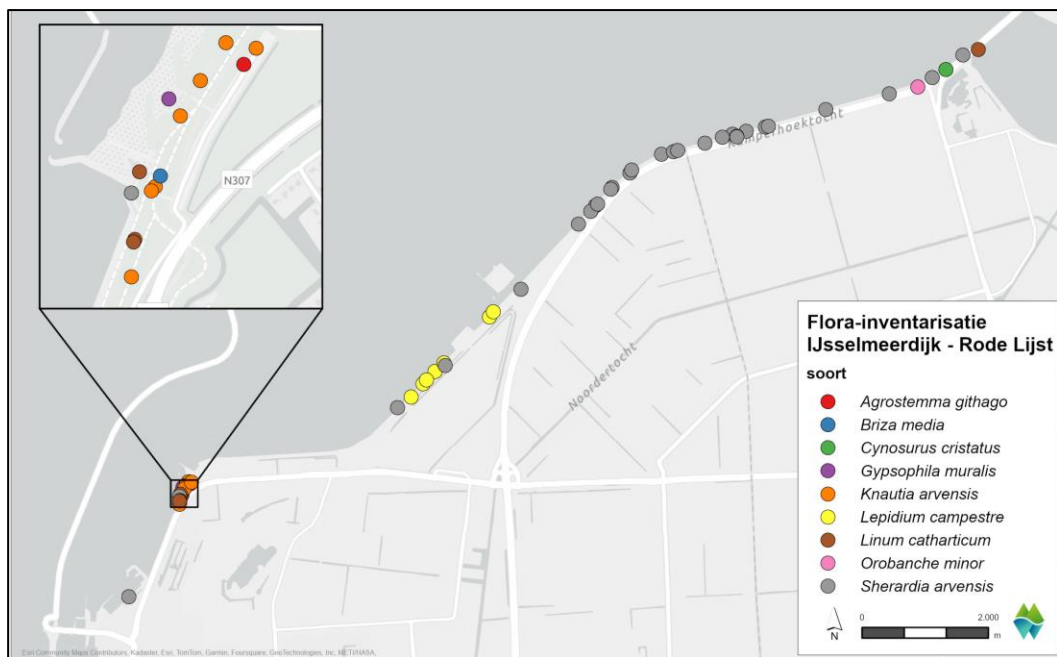 N307
Kamperhoektocht
Noordertocht
Flora-inventarisatie
IJsselmeerdijk - Rode Lijst
soort
Agrostemma githago
Briza media
Cynosurus cristatus
Gypsophila muralis
Knautia arvensis
Lepidium campestre
Linum catharticum
Orobanche minor
Sherardia arvensis
N
0 2.000
m
Esri Community Maps Contributors, Kadaster, Esri, TomTom, Garmin, Foursquare, GeoTechnologies, Inc, METI/NASA,